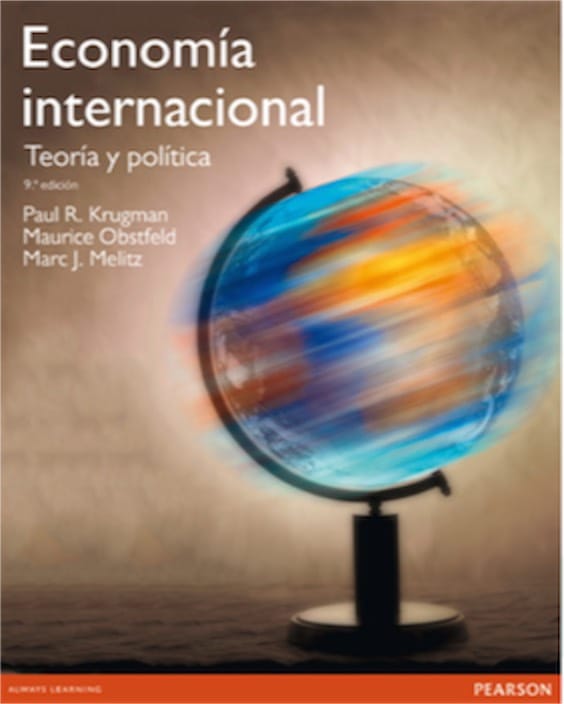 Economía
internacional
Teoría y política
9.ª edición
Paul R. Krugman
Maurice Obstfeld
Marc J. Melitz
ALWAYS LEARNING
PEARSON